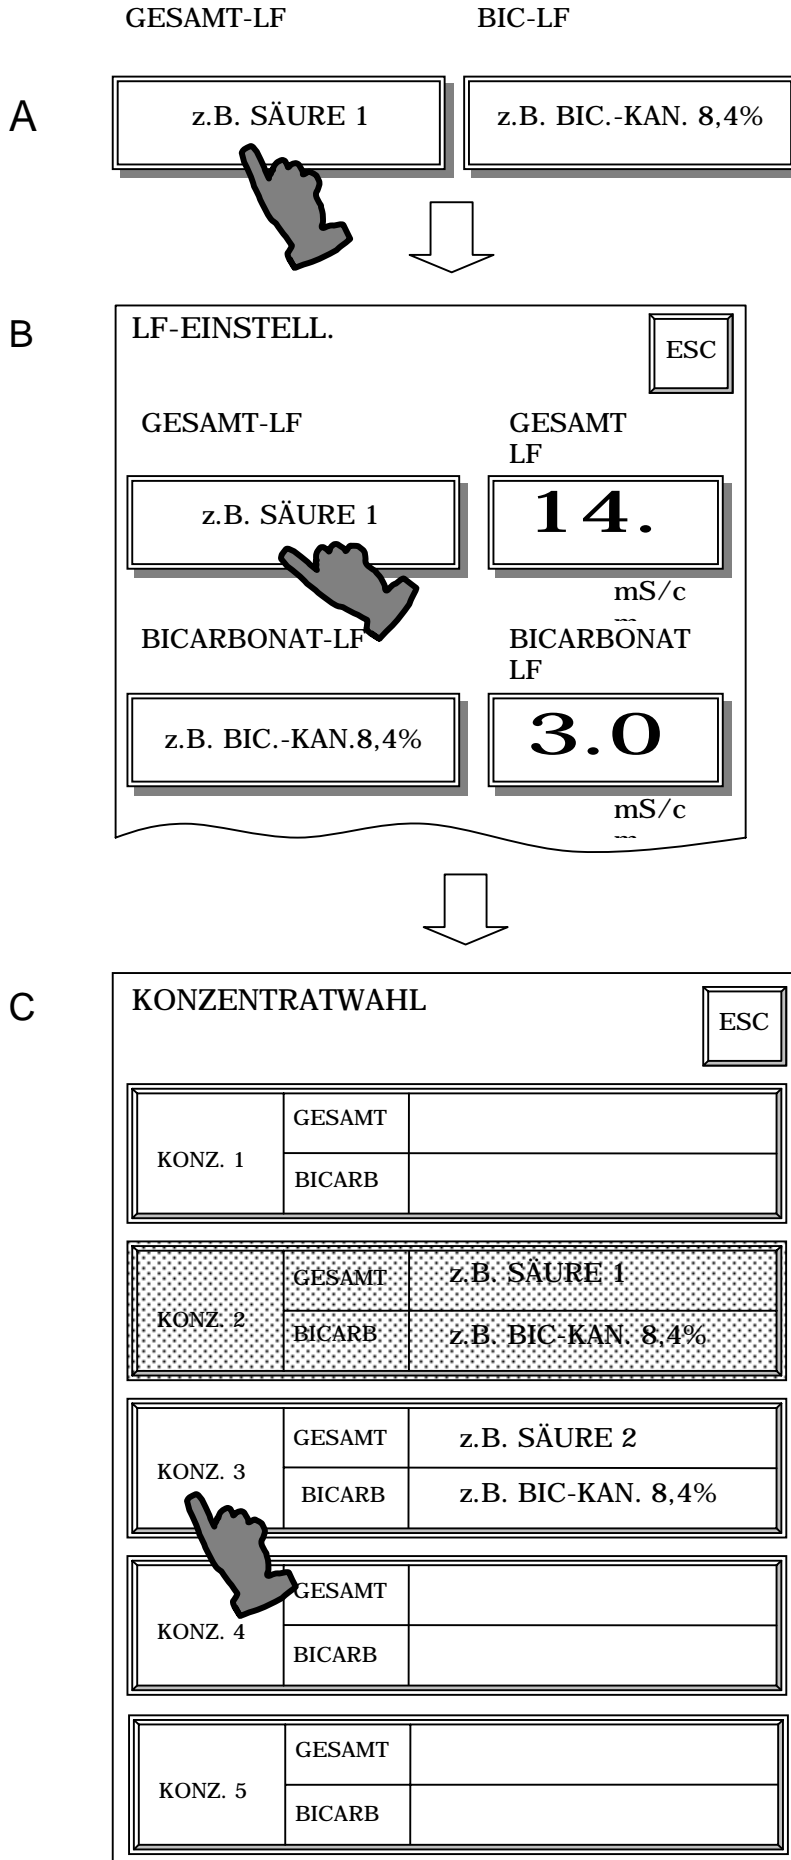 GESAMT-LF BIC-LF
A
z.B. SÄURE 1 z.B. BIC.-KAN. 8,4%
B
LF-EINSTELL.
ESC
GESAMT-LF GESAMT
LF
z.B. SÄURE 1 14.
mS/c
BICARBONAT-LF BICARBONAT
LF
z.B. BIC.-KAN.8,4% 3.0
mS/c
C
KONZENTRATWAHL
ESC
KONZ. 1
GESAMT
BICARB
KONZ. 2
GESAMT z.B. SÄURE 1
BICARB z.B. BIC-KAN. 8,4%
KONZ. 3
GESAMT z.B. SÄURE 2
BICARB z.B. BIC-KAN. 8,4%
KONZ. 4
GESAMT
BICARB
KONZ. 5
GESAMT
BICARB